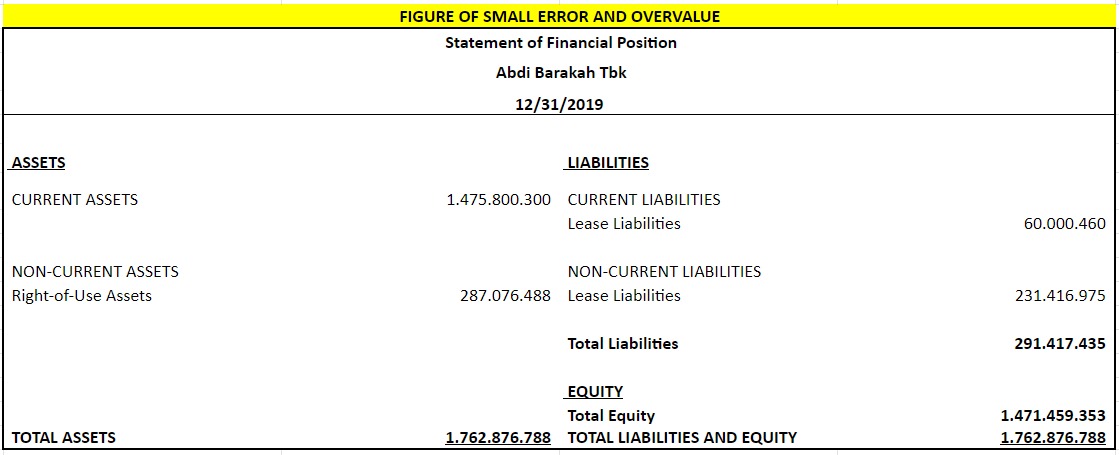 FIGURE OF SMALL ERROR AND OVERVALUE
Statement of Financial Position
Abdi Barakah Tbk
12/31/2019
ASSETS LIABILITIES
CURRENT ASSETS 1.475.800.300 CURRENT LIABILITIES
Lease Liabilities 60.000.460
NON-CURRENT ASSETS NON-CURRENT LIABILITIES
Right-of-Use Assets 287.076.488 Lease Liabilities 231.416.975
Total Liabilities 291.417.435
EQUITY
Total Equity 1.471.459.353
TOTAL ASSETS 1.762.876.788 TOTAL LIABILITIES AND EQUITY 1.762.876.788